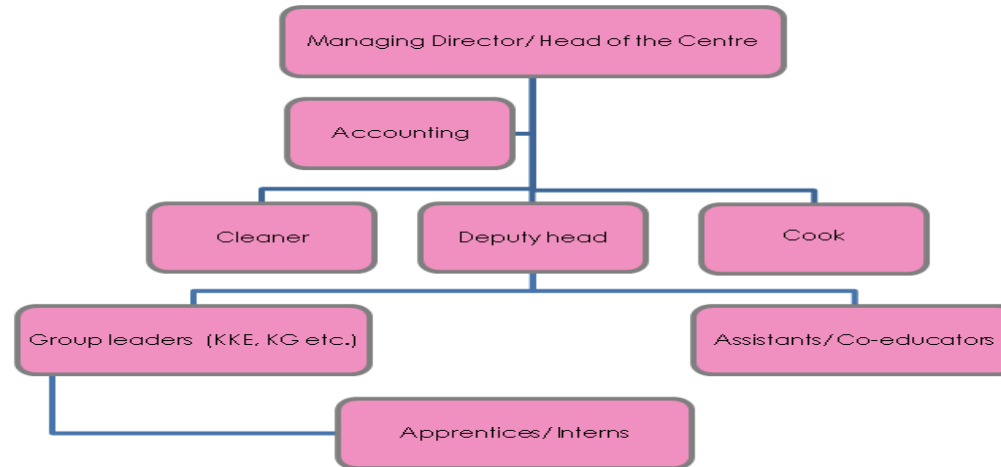 Managing Director/ Head of the Centre
Accounting
Cleaner
Deputy head
Cook
Group leaders (KKE, KG etc.)
Assistants/ Co-educators
Apprentices/ Interns